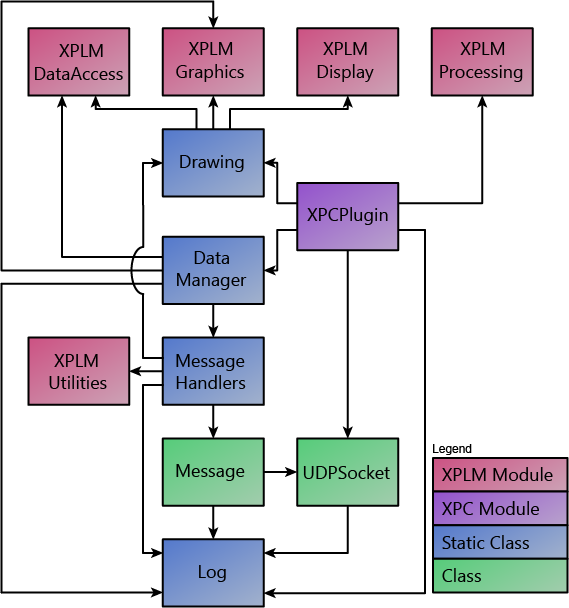 XPLM
DataAccess
XPLM
Graphics
XPLM
Display
XPLM
Processing
Drawing
XPCPlugin
Data
Manager
XPLM
Utilities
Message
Handlers
Message
UDPSocket
Log
Legend
XPLM Module
XPC Module
Static Class
Class